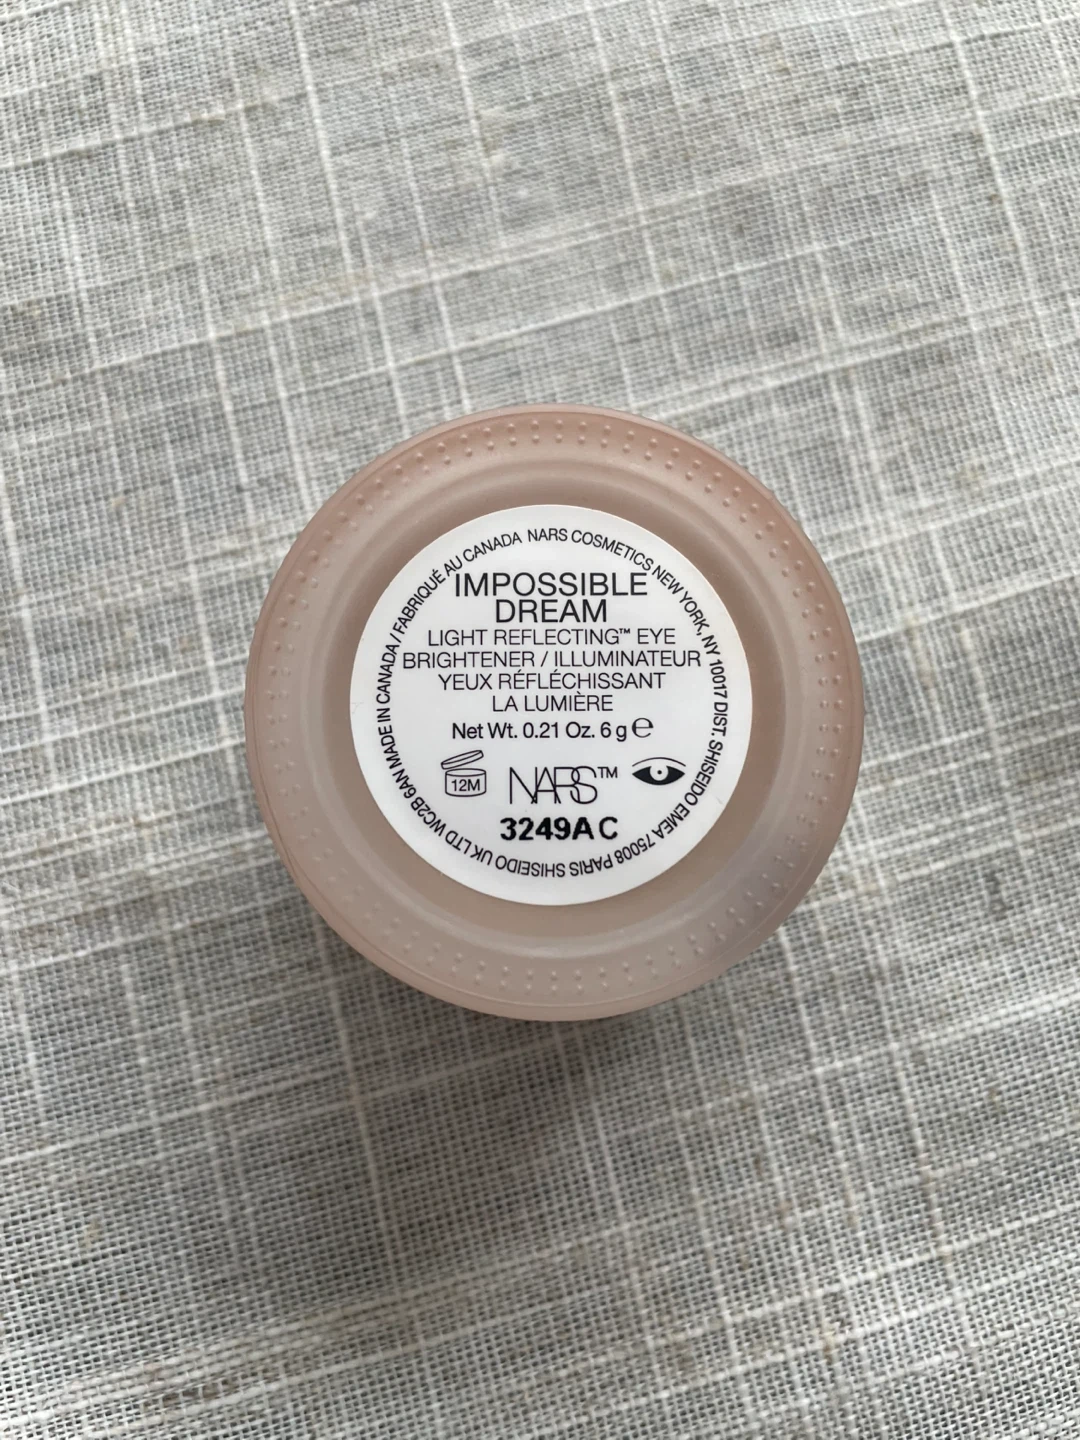 MADE IN CANADA / FABRIQUÉ AU CANADA NARS COSMETICS NEW YORK, NY 10017 DIST. SHISEIDO EMEA 75008 PARIS SHISEIDO UK LTD WC2B 6AN
IMPOSSIBLE
DREAM
LIGHT REFLECTING™ EYE
BRIGHTENER / ILLUMINATEUR
YEUX RÉFLÉCHISSANT
LA LUMIÈRE
Net Wt. 0.21 Oz. 6 g ℮
12M
NARS™
3249AC